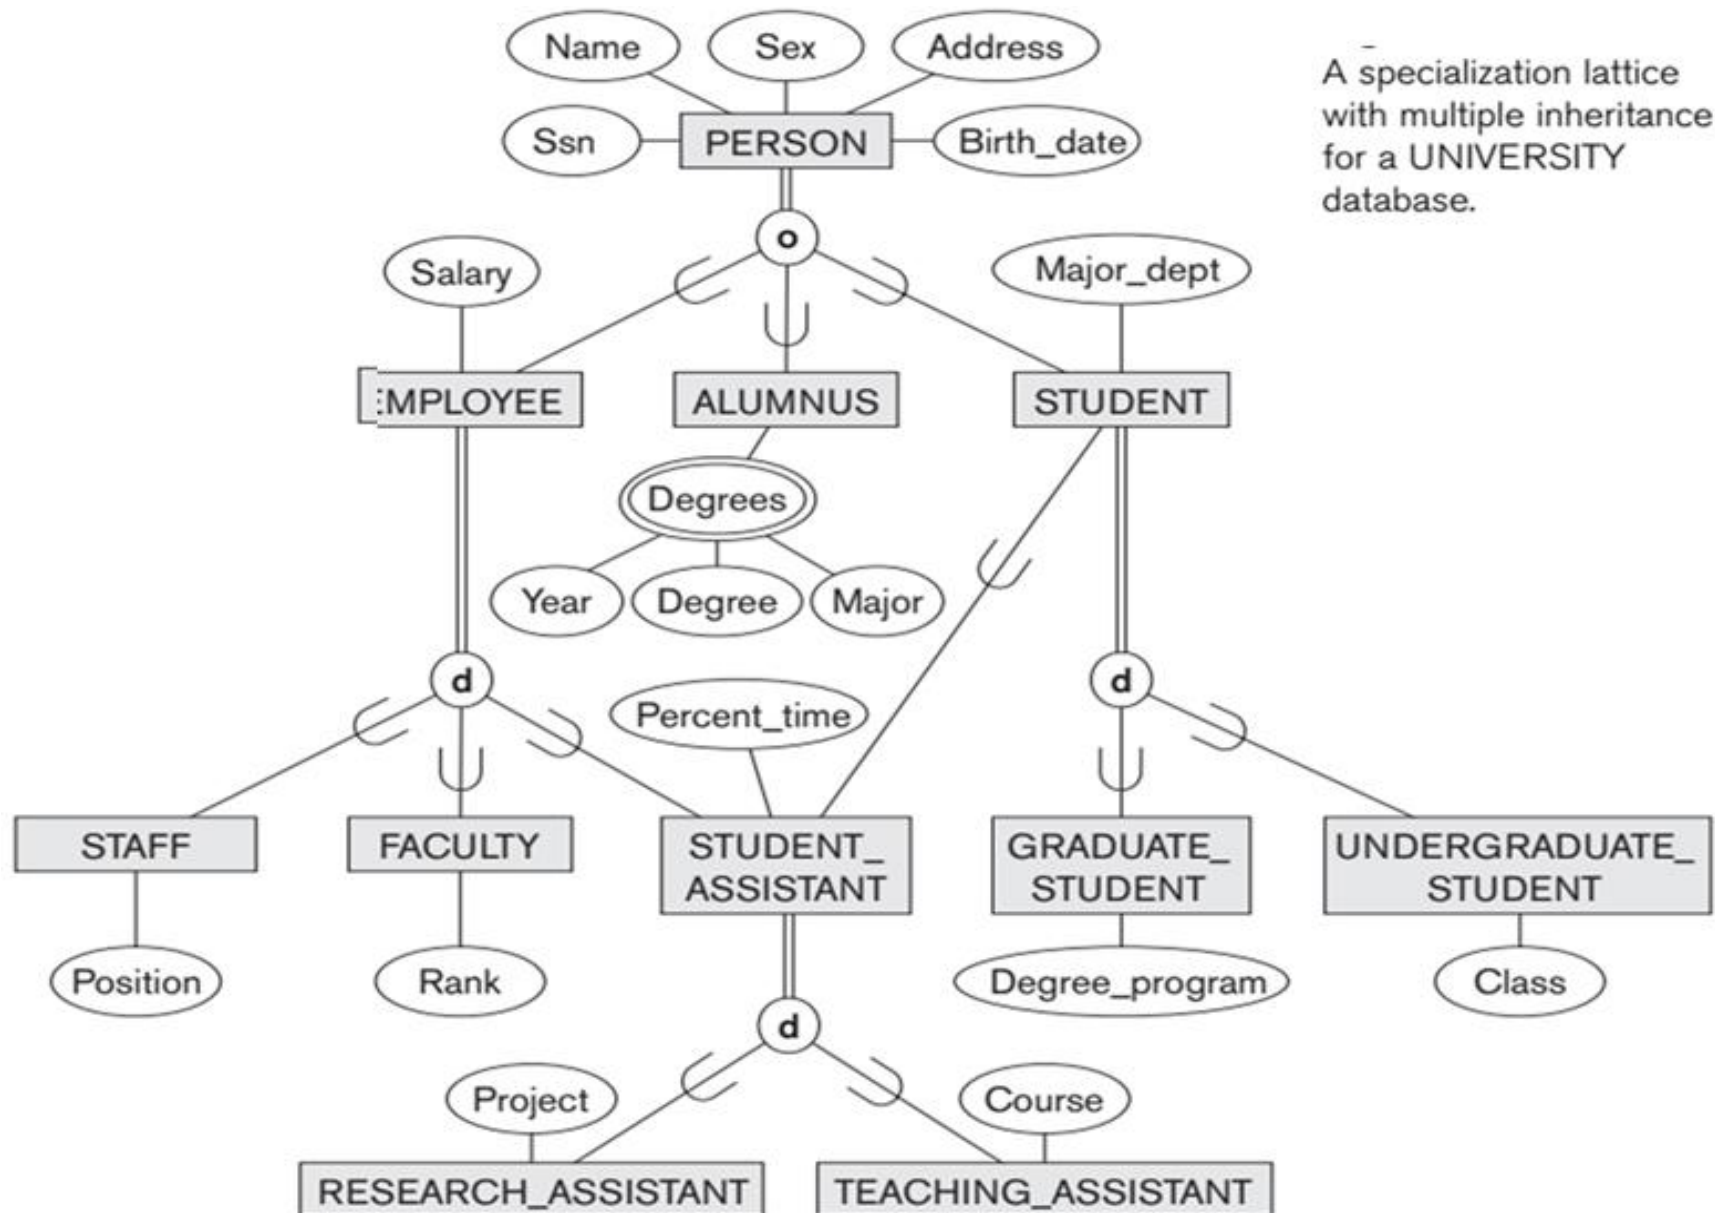 Name
Sex
Address
A specialization lattice
with multiple inheritance
for a UNIVERSITY
database.
Ssn
PERSON
Birth_date
o
Salary
Major_dept
MPLOYEE
ALUMNUS
STUDENT
Degrees
Year
Degree
Major
d
d
Percent_time
STAFF
FACULTY
STUDENT_
ASSISTANT
GRADUATE_
STUDENT
UNDERGRADUATE_
STUDENT
Position
Rank
Degree_program
Class
d
Project
Course
RESEARCH_ASSISTANT
TEACHING_ASSISTANT